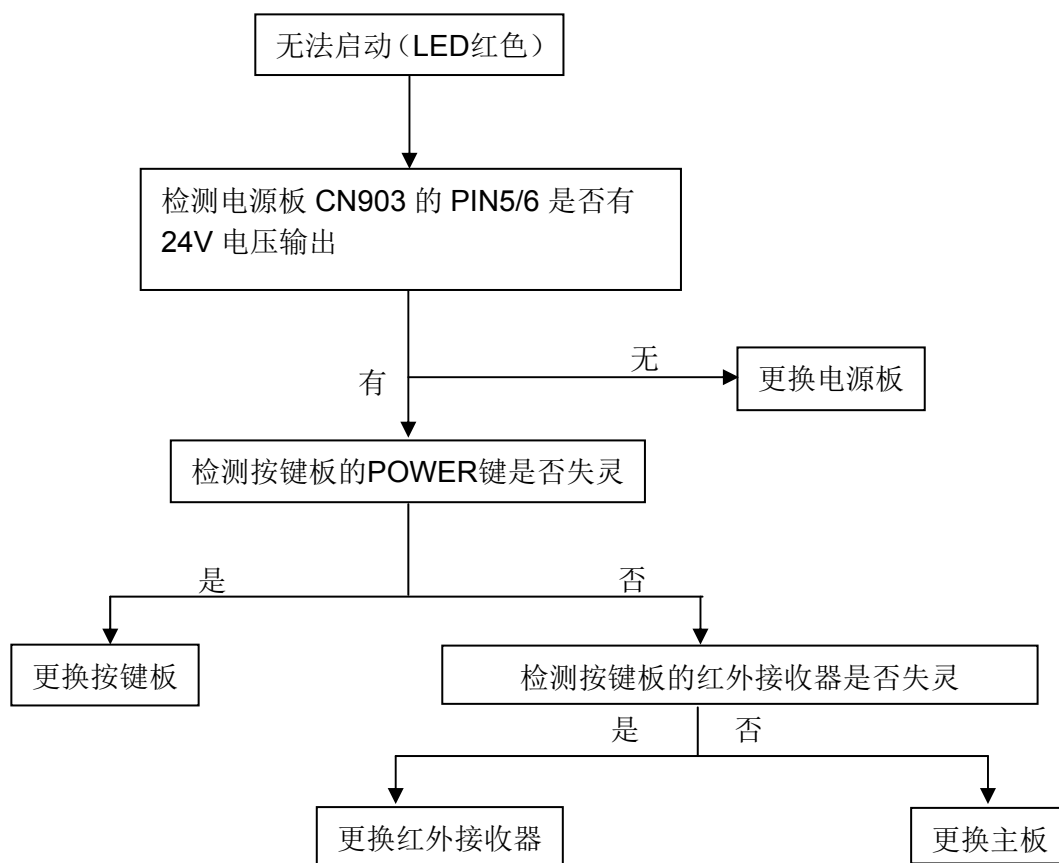 无法启动（LED红色）
检测电源板 CN903 的 PIN5/6 是否有
24V 电压输出
无
有
更换电源板
检测按键板的POWER键是否失灵
是
否
更换按键板
检测按键板的红外接收器是否失灵
是
否
更换红外接收器
更换主板